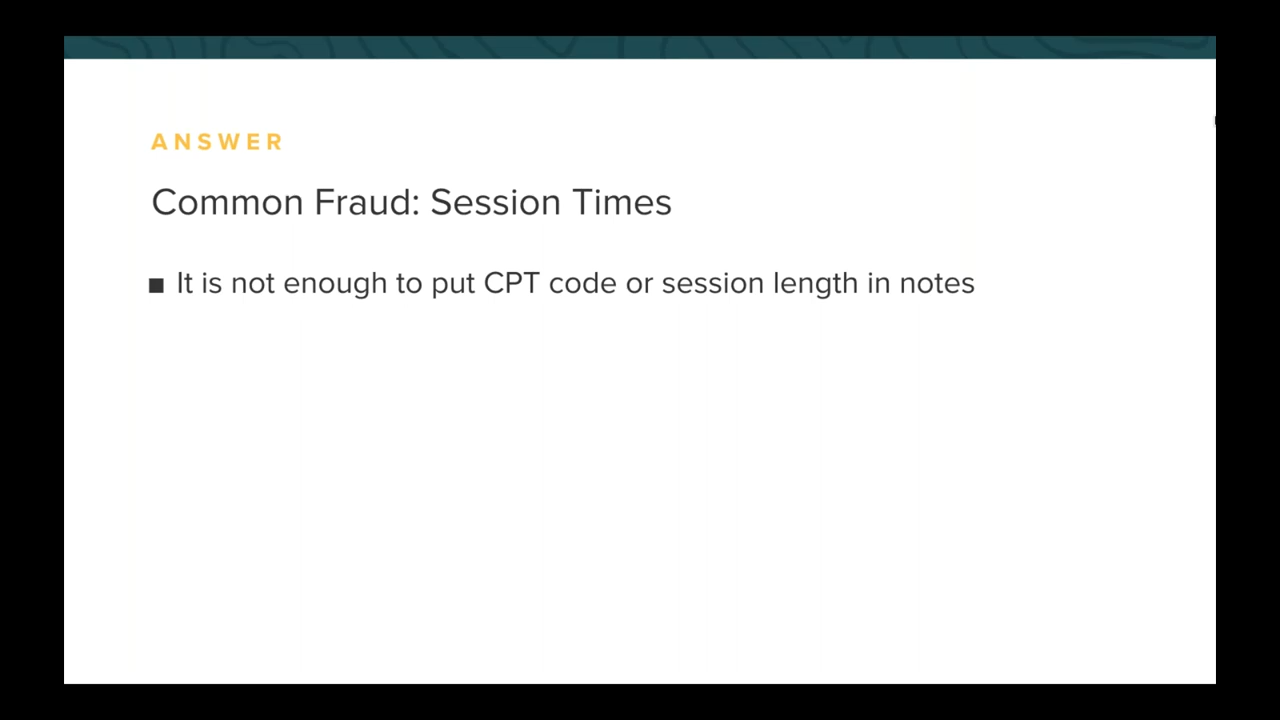 ANSWER
Common Fraud: Session Times
■ It is not enough to put CPT code or session length in notes